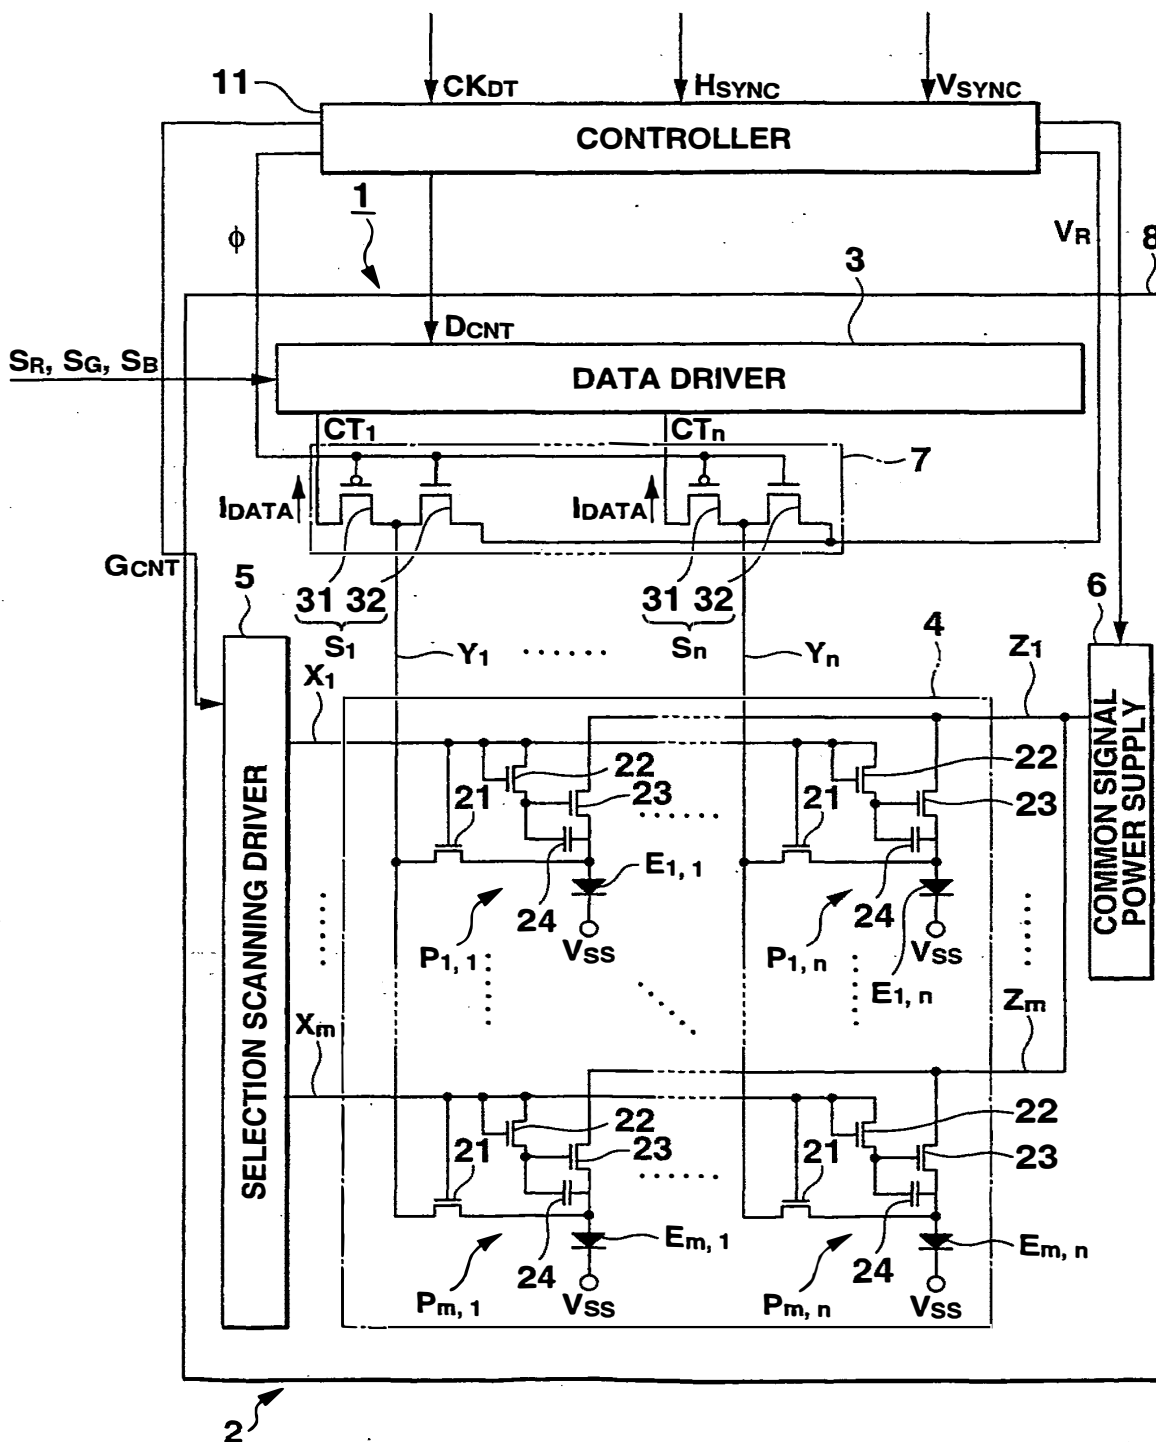 11
CKDT
HSYNC
VSYNC
CONTROLLER
1
ϕ
VR
8
3
DCNT
SR, SG, SB
DATA DRIVER
CT1
CTn
7
IDATA
IDATA
GCNT
5
31 32
31 32
6
S1
Sn
Y1
Yn
4
Z1
X1
SELECTION SCANNING DRIVER
COMMON SIGNAL
POWER SUPPLY
22
22
21
23
21
23
E1, 1
24
24
P1, 1
VSS
P1, n
VSS
E1, n
Xm
Zm
22
22
21
23
21
23
Em, 1
Em, n
24
24
Pm, 1
VSS
Pm, n
VSS
2